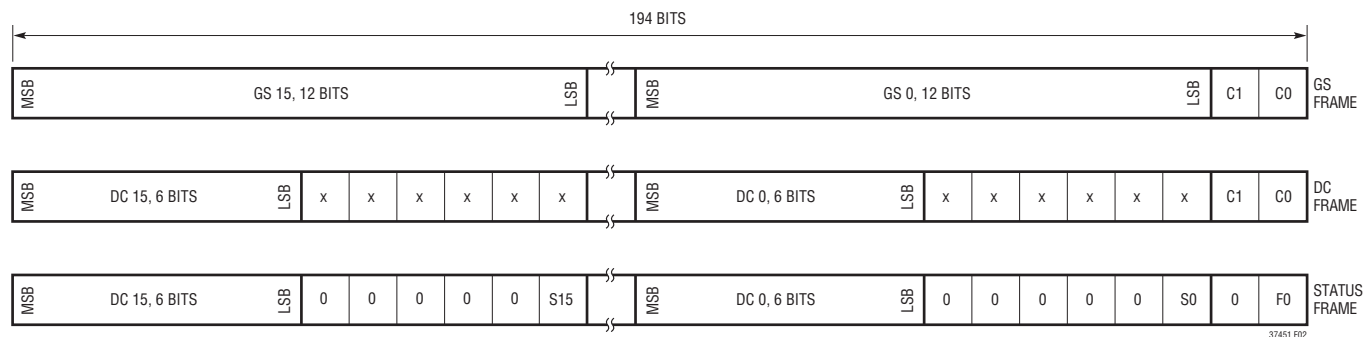 194 BITS
MSB GS 15, 12 BITS LSB MSB GS 0, 12 BITS LSB C1 C0 GS FRAME
MSB DC 15, 6 BITS LSB x x x x x x MSB DC 0, 6 BITS LSB x x x x x x C1 C0 DC FRAME
MSB DC 15, 6 BITS LSB 0 0 0 0 0 S15 MSB DC 0, 6 BITS LSB 0 0 0 0 0 S0 0 F0 STATUS FRAME
37451 F02